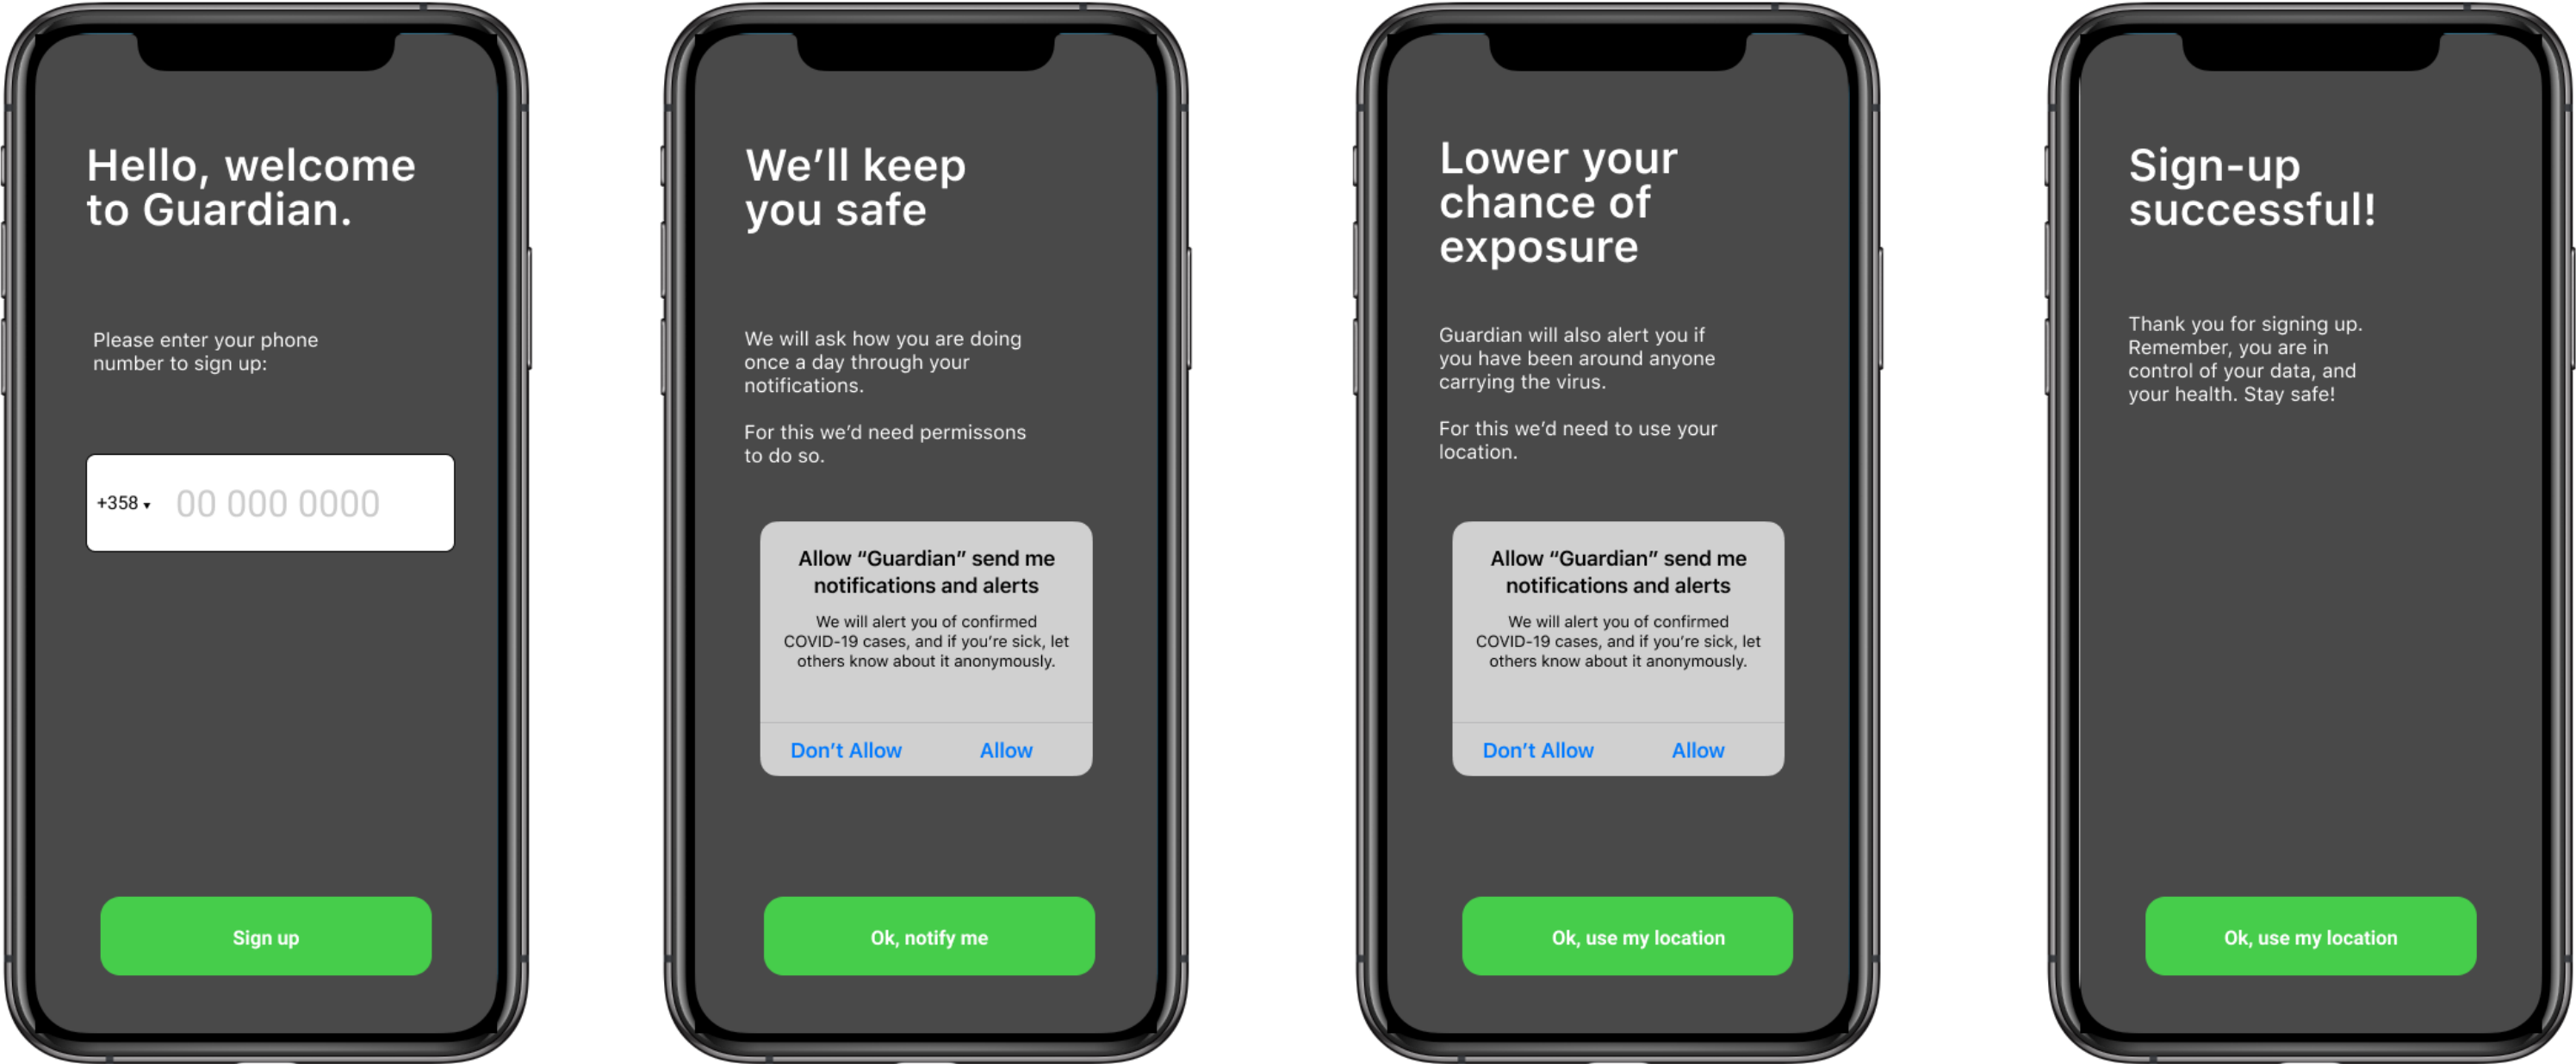 Hello, welcome
to Guardian.
Please enter your phone
number to sign up:
+358 ▾ 00 000 0000
Sign up
We’ll keep
you safe
We will ask how you are doing
once a day through your
notifications.
For this we’d need permissons
to do so.
Allow “Guardian” send me
notifications and alerts
We will alert you of confirmed
COVID-19 cases, and if you’re sick, let
others know about it anonymously.
Don’t Allow Allow
Ok, notify me
Lower your
chance of
exposure
Guardian will also alert you if
you have been around anyone
carrying the virus.
For this we’d need to use your
location.
Allow “Guardian” send me
notifications and alerts
We will alert you of confirmed
COVID-19 cases, and if you’re sick, let
others know about it anonymously.
Don’t Allow Allow
Ok, use my location
Sign-up
successful!
Thank you for signing up.
Remember, you are in
control of your data, and
your health. Stay safe!
Ok, use my location